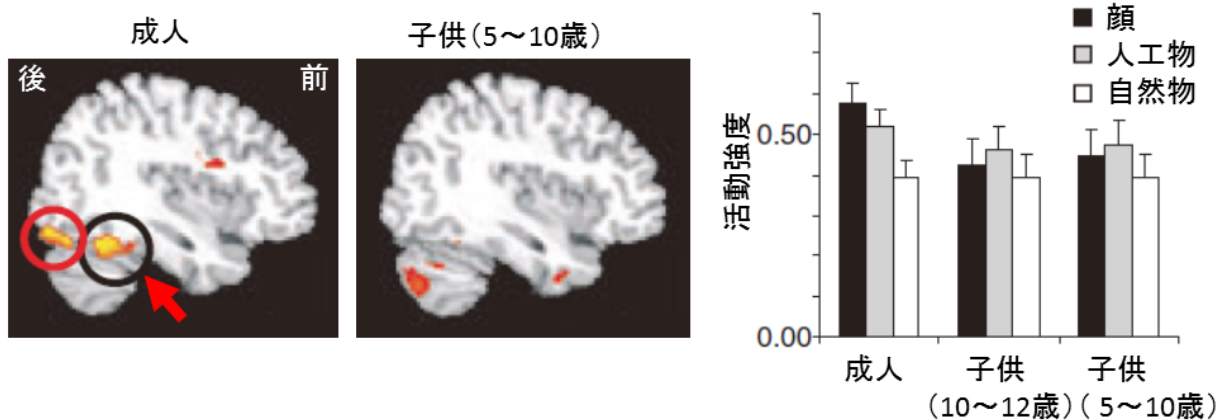 成人
子供(5～10歳)
後
前
顔
人工物
自然物
活動強度
0.50
0.00
成人
子供
(10～12歳)
子供
(5～10歳)